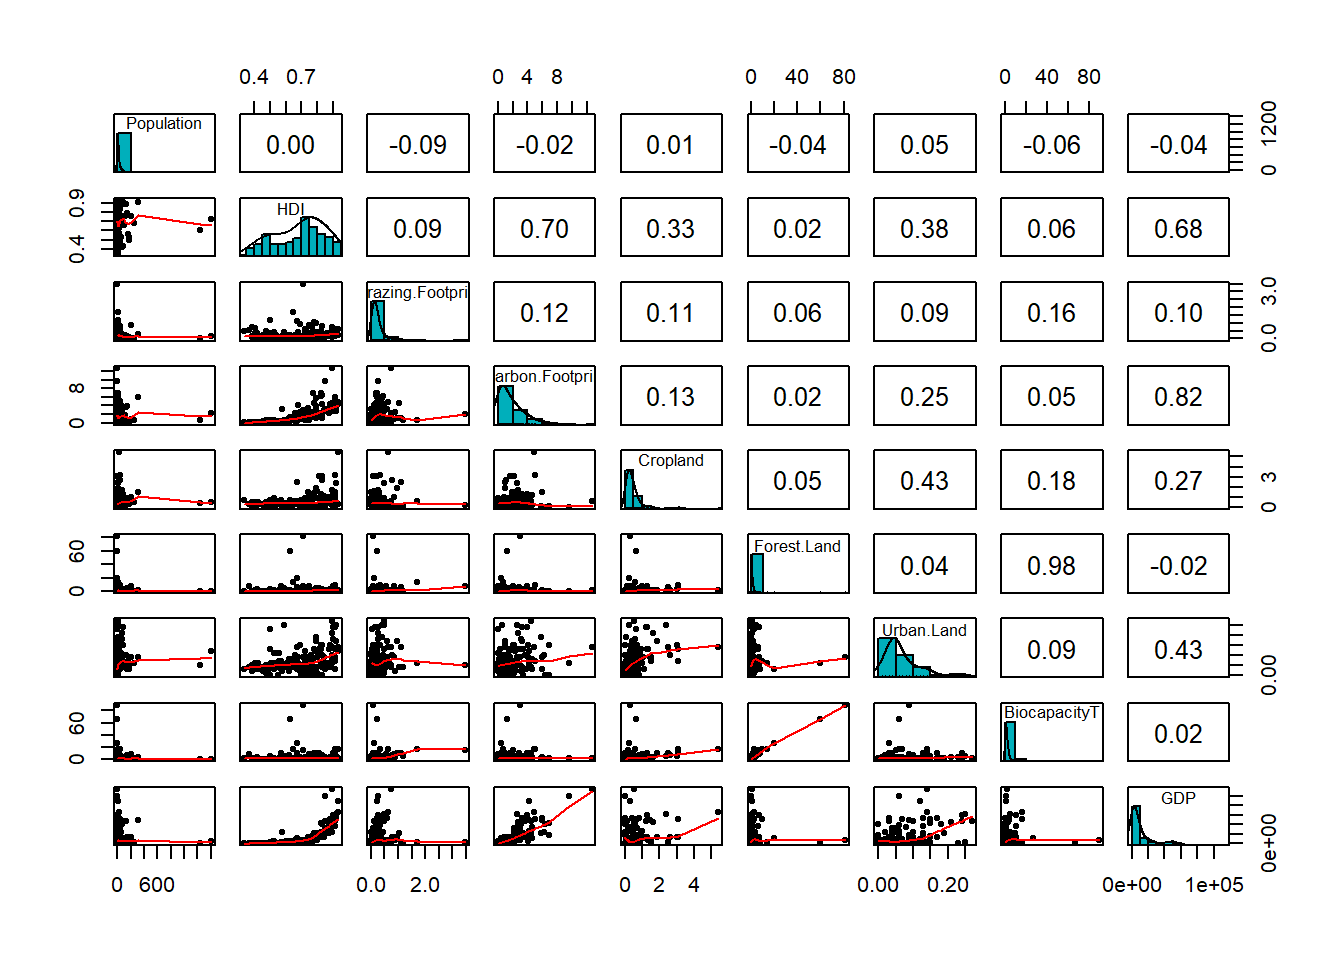 0.4 0.7 0 4 8 0 40 80 0 40 80
Population 0.00 -0.09 -0.02 0.01 -0.04 0.05 -0.06 -0.04 0 1200
0.4 0.9 HDI 0.09 0.70 0.33 0.02 0.38 0.06 0.68
razing.Footpri 0.12 0.11 0.06 0.09 0.16 0.10 0.0 3.0
0 8 arbon.Footpri 0.13 0.02 0.25 0.05 0.82
Cropland 0.05 0.43 0.18 0.27 0 3
0 60 Forest.Land 0.04 0.98 -0.02
Urban.Land 0.09 0.43 0.00
0 60 BiocapacityT 0.02
GDP 0e+00
0 600 0.0 2.0 0 2 4 0.00 0.20 0e+00 1e+05